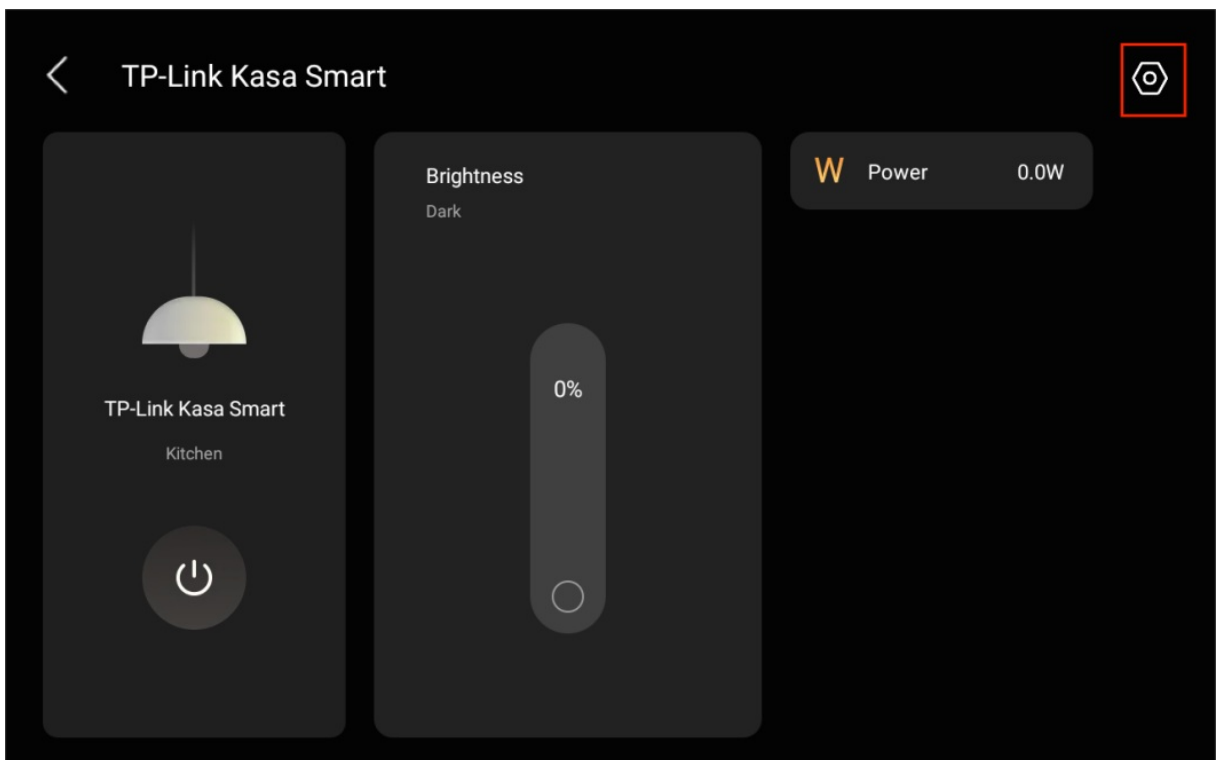 TP-Link Kasa Smart
TP-Link Kasa Smart
Kitchen
Brightness
Dark
0%
W Power 0.0W